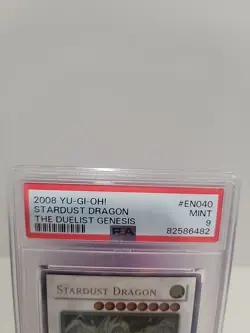 2008 YU-GI-OH! #EN040
STARDUST DRAGON MINT
THE DUELIST GENESIS 9
PSA 82586482
STARDUST DRAGON